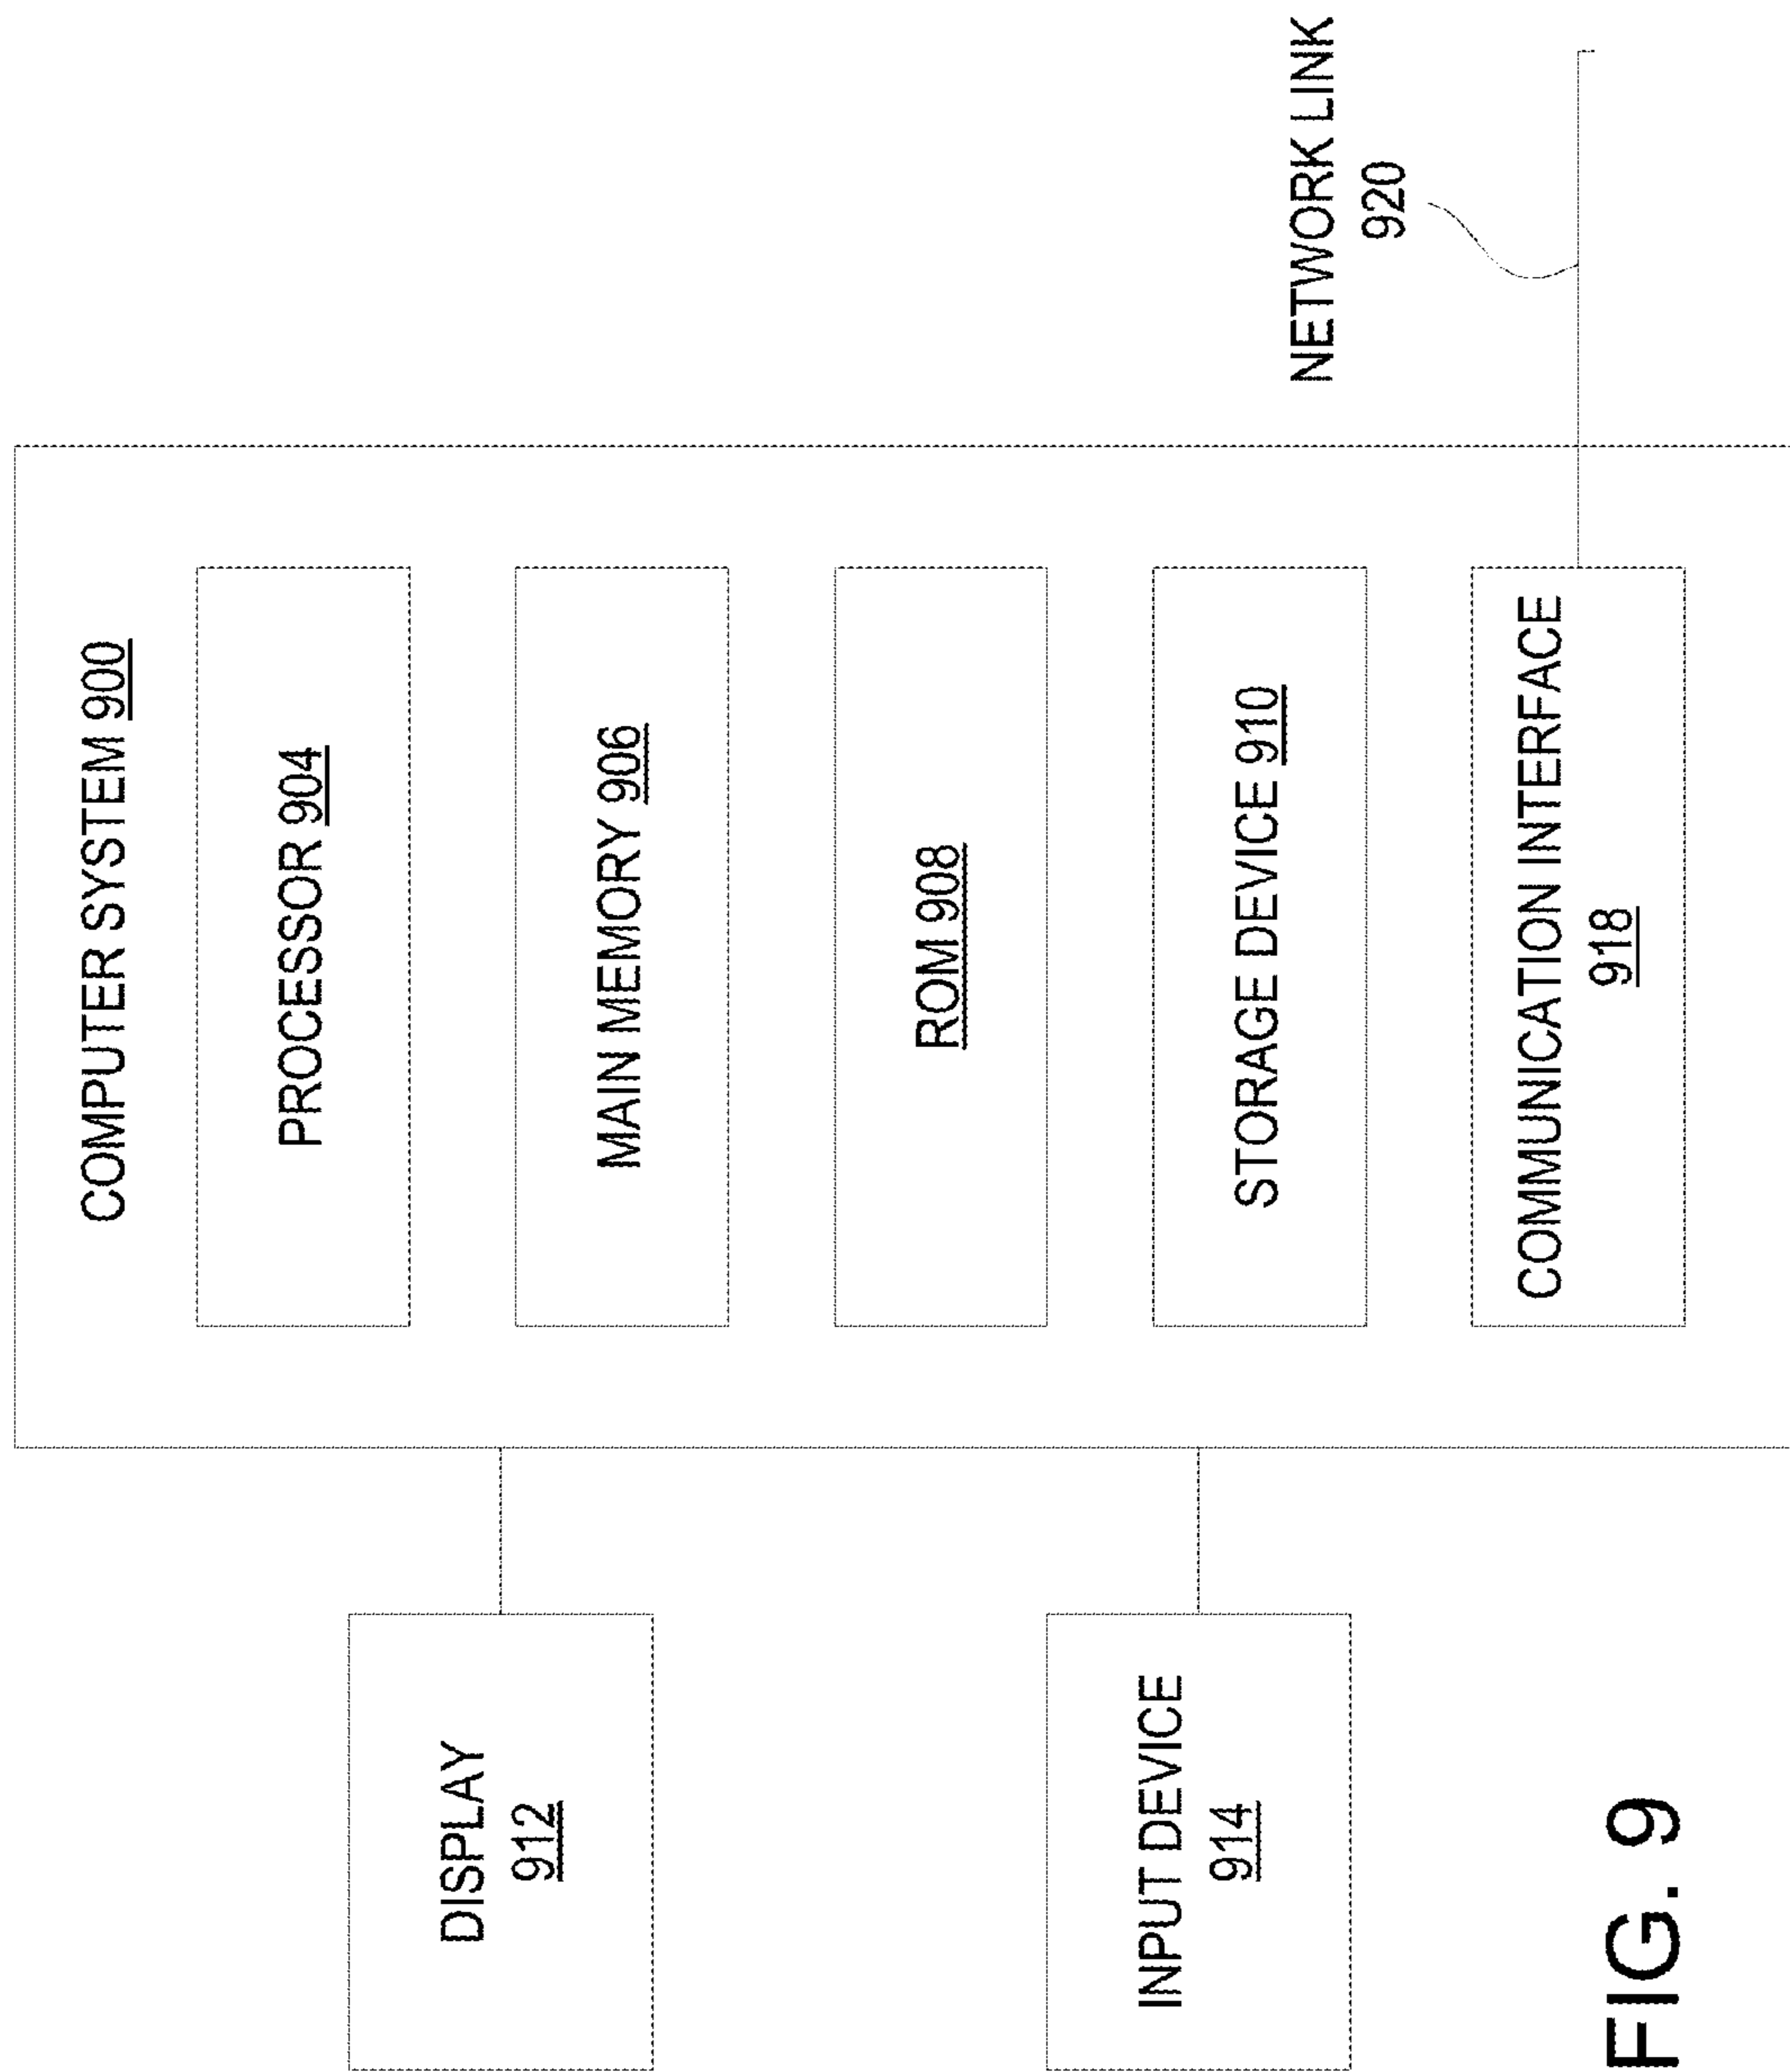 COMPUTER SYSTEM 900
PROCESSOR 904
MAIN MEMORY 906
ROM 908
STORAGE DEVICE 910
COMMUNICATION INTERFACE
918
DISPLAY
912
INPUT DEVICE
914
NETWORK LINK
920
FIG. 9